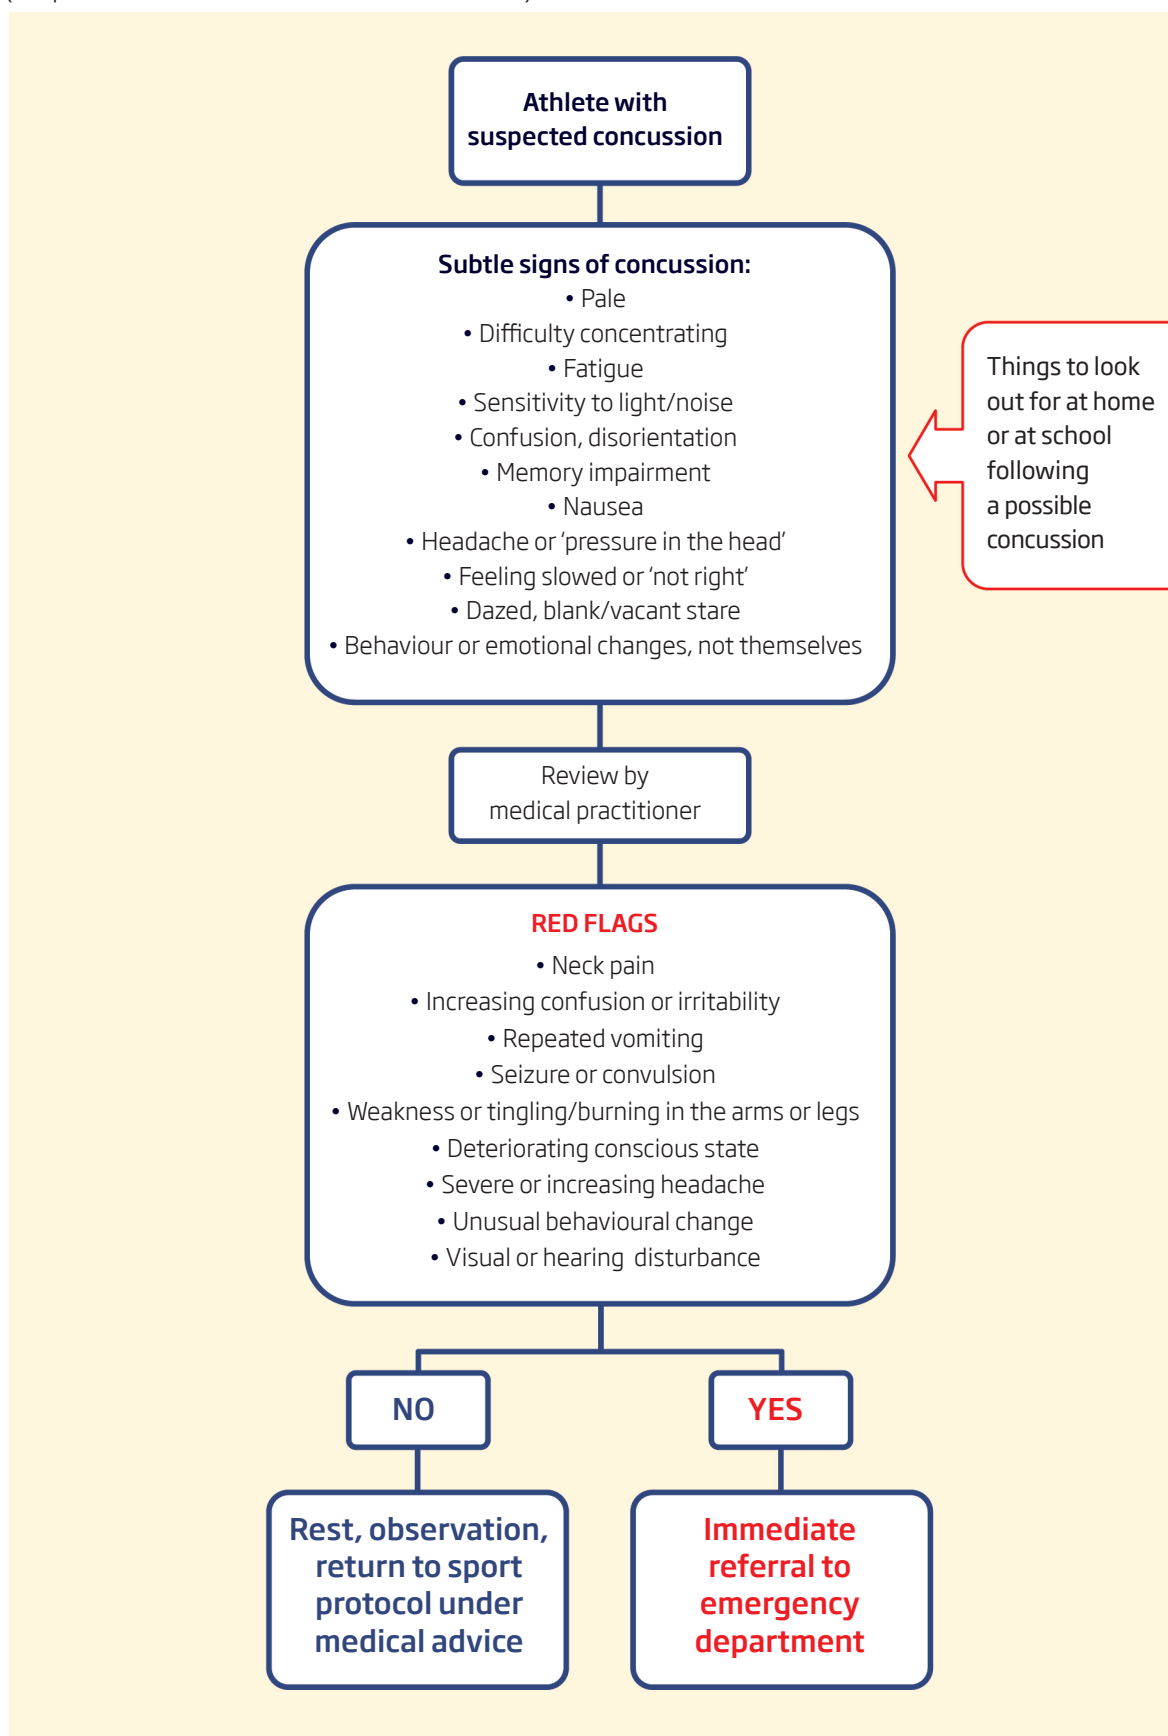 Athlete with
suspected concussion
Subtle signs of concussion:
• Pale
• Difficulty concentrating
• Fatigue
• Sensitivity to light/noise
• Confusion, disorientation
• Memory impairment
• Nausea
• Headache or ‘pressure in the head’
• Feeling slowed or ‘not right’
• Dazed, blank/vacant stare
• Behaviour or emotional changes, not themselves
Things to look
out for at home
or at school
following
a possible
concussion
Review by
medical practitioner
RED FLAGS
• Neck pain
• Increasing confusion or irritability
• Repeated vomiting
• Seizure or convulsion
• Weakness or tingling/burning in the arms or legs
• Deteriorating conscious state
• Severe or increasing headache
• Unusual behavioural change
• Visual or hearing disturbance
NO
YES
Rest, observation,
return to sport
protocol under
medical advice
Immediate
referral to
emergency
department